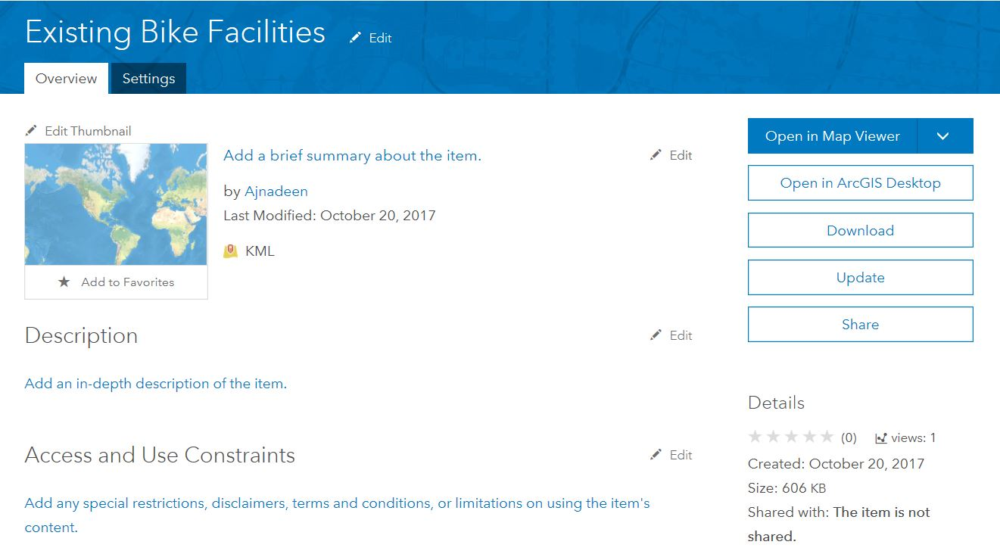 Existing Bike Facilities
Edit
Overview
Settings
Edit Thumbnail
Add to Favorites
Add a brief summary about the item.
Edit
by Ajnadeen
Last Modified: October 20, 2017
KML
Description
Edit
Add an in-depth description of the item.
Access and Use Constraints
Edit
Add any special restrictions, disclaimers, terms and conditions, or limitations on using the item's
content.
Open in Map Viewer
Open in ArcGIS Desktop
Download
Update
Share
Details
(0) views: 1
Created: October 20, 2017
Size: 606 KB
Shared with: The item is not
shared.